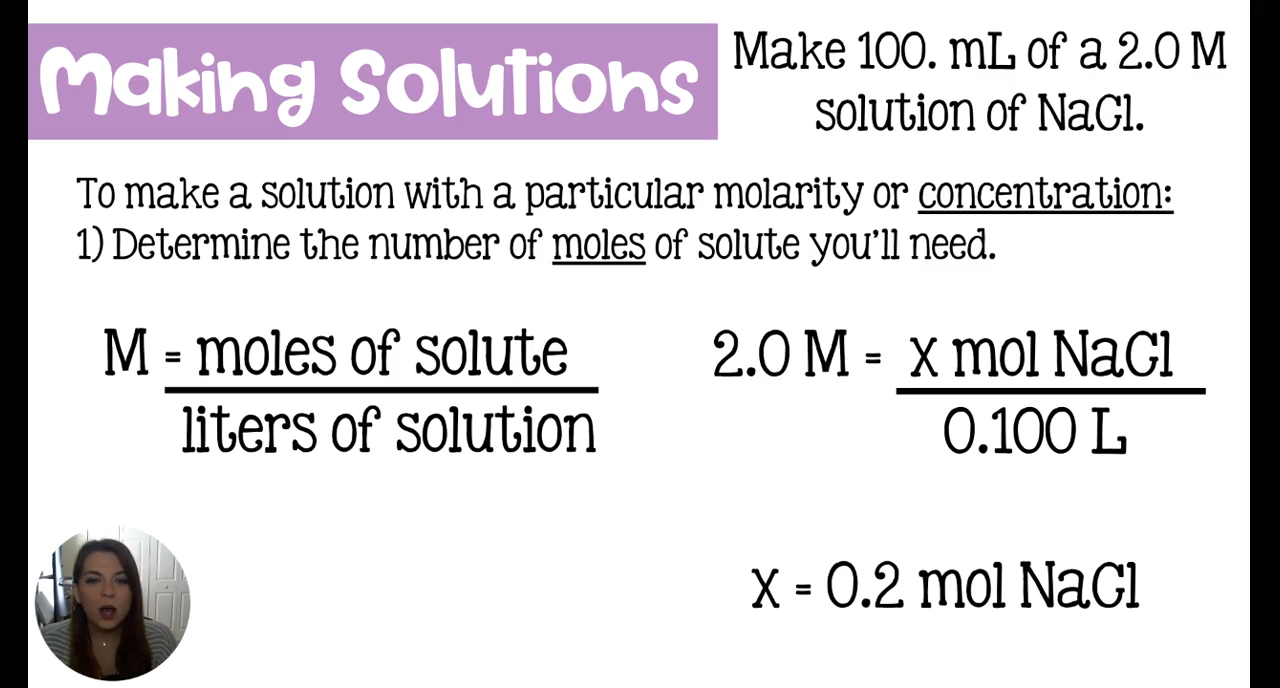 Making Solutions
Make 100. mL of a 2.0 M
solution of NaCl.
To make a solution with a particular molarity or concentration:
1) Determine the number of moles of solute you'll need.
M = moles of solute
liters of solution
2.0 M = x mol NaCl
0.100 L
x = 0.2 mol NaCl